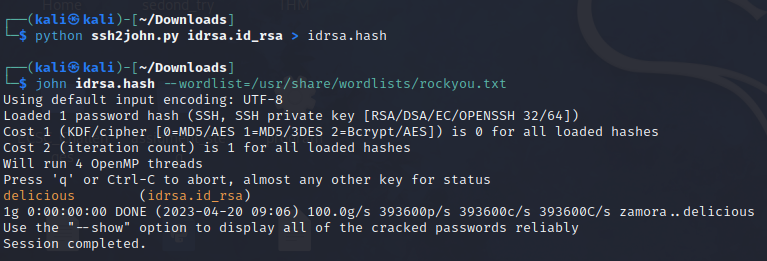 Home
sedond_try
THM
┌──(kali㉿kali)-[~/Downloads]
└─$ python ssh2john.py idrsa.id_rsa > idrsa.hash
┌──(kali㉿kali)-[~/Downloads]
└─$ john idrsa.hash --wordlist=/usr/share/wordlists/rockyou.txt
Using default input encoding: UTF-8
Loaded 1 password hash (SSH, SSH private key [RSA/DSA/EC/OPENSSH 32/64])
Cost 1 (KDF/cipher [0=MD5/AES 1=MD5/3DES 2=Bcrypt/AES]) is 0 for all loaded hashes
Cost 2 (iteration count) is 1 for all loaded hashes
Will run 4 OpenMP threads
Press 'q' or Ctrl-C to abort, almost any other key for status
delicious        (idrsa.id_rsa)
1g 0:00:00:00 DONE (2023-04-20 09:06) 100.0g/s 393600p/s 393600c/s 393600C/s zamora..delicious
Use the "--show" option to display all of the cracked passwords reliably
Session completed.